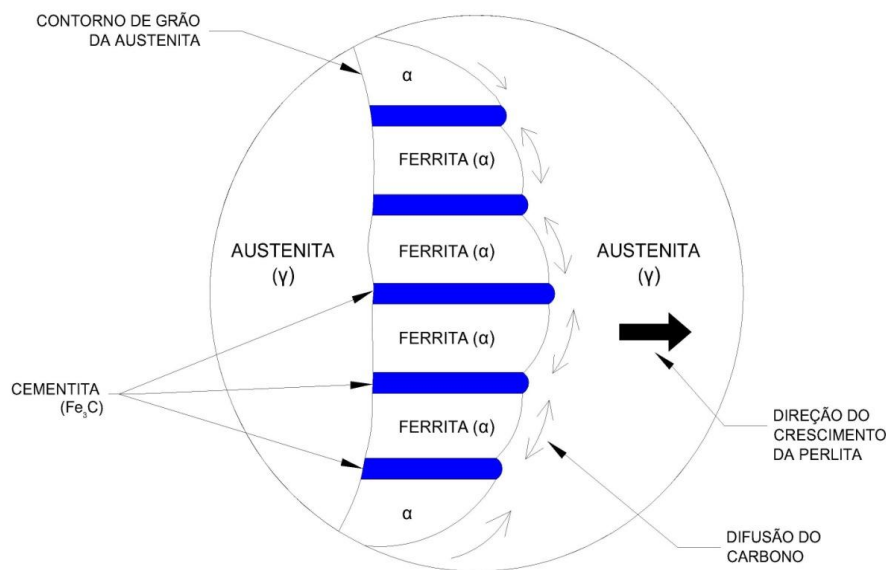 CONTORNO DE GRÃO
DA AUSTENITA
α
FERRITA (α)
FERRITA (α)
AUSTENITA
(γ)
AUSTENITA
(γ)
FERRITA (α)
CEMENTITA
(Fe₃C)
FERRITA (α)
DIREÇÃO DO
CRESCIMENTO
DA PERLITA
α
DIFUSÃO DO
CARBONO